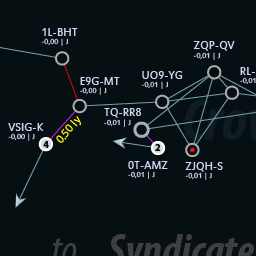 1L-BHT
-0,00 | J
ZQP-QV
-0,01 | J
E9G-MT
-0,00 | J
UO9-YG
-0,01 | J
RL-
-0,01
TQ-RR8
-0,01 | J
VSIG-K
-0,00 | J
0.50 ly
4
2
0T-AMZ
-0,01 | J
ZJQH-S
-0,01 | J
to Syndicate